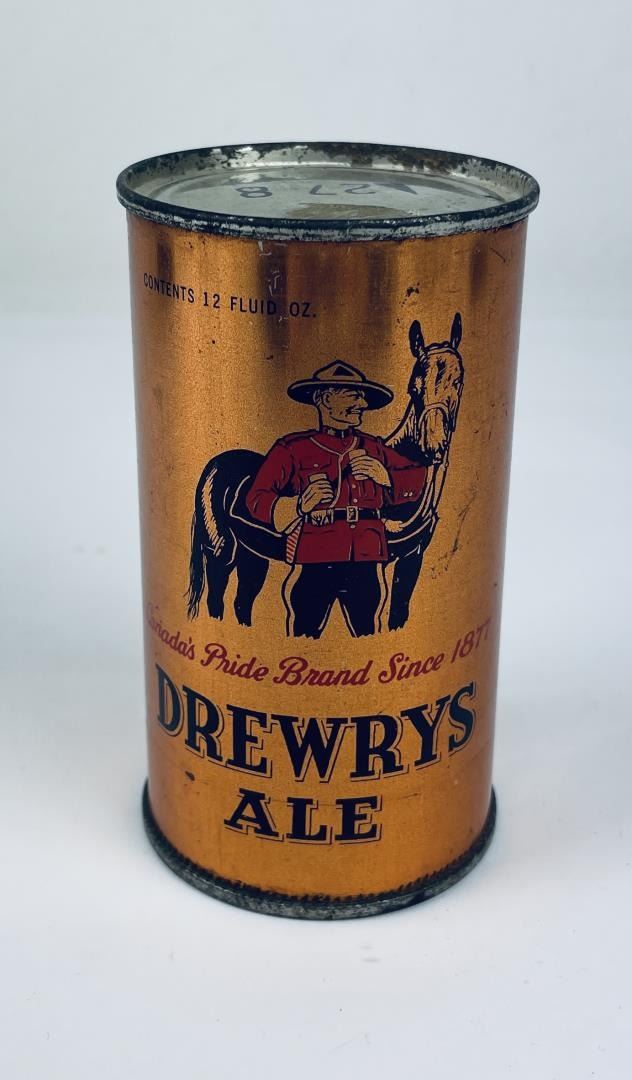 CONTENTS 12 FLUID OZ.
Canada's Pride Brand Since 1877
DREWRYS
ALE